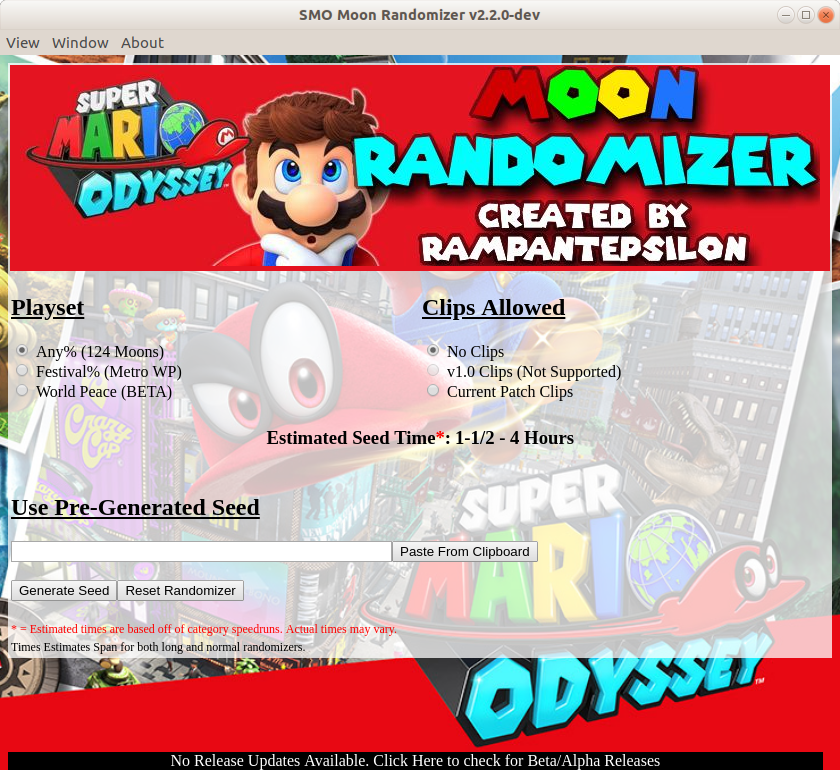 SMO Moon Randomizer v2.2.0-dev
View Window About
SUPER
MARIO
ODYSSEY™
MOON
RANDOMIZER
CREATED BY
RAMPANTEPSILON
Playset
Any% (124 Moons)
Festival% (Metro WP)
World Peace (BETA)
Clips Allowed
No Clips
v1.0 Clips (Not Supported)
Current Patch Clips
Estimated Seed Time*: 1-1/2 - 4 Hours
Use Pre-Generated Seed
Paste From Clipboard
Generate Seed Reset Randomizer
* = Estimated times are based off of category speedruns. Actual times may vary.
Times Estimates Span for both long and normal randomizers.
Crazy
Cap
SUPER
MARIO
ODYSSEY™
No Release Updates Available. Click Here to check for Beta/Alpha Releases